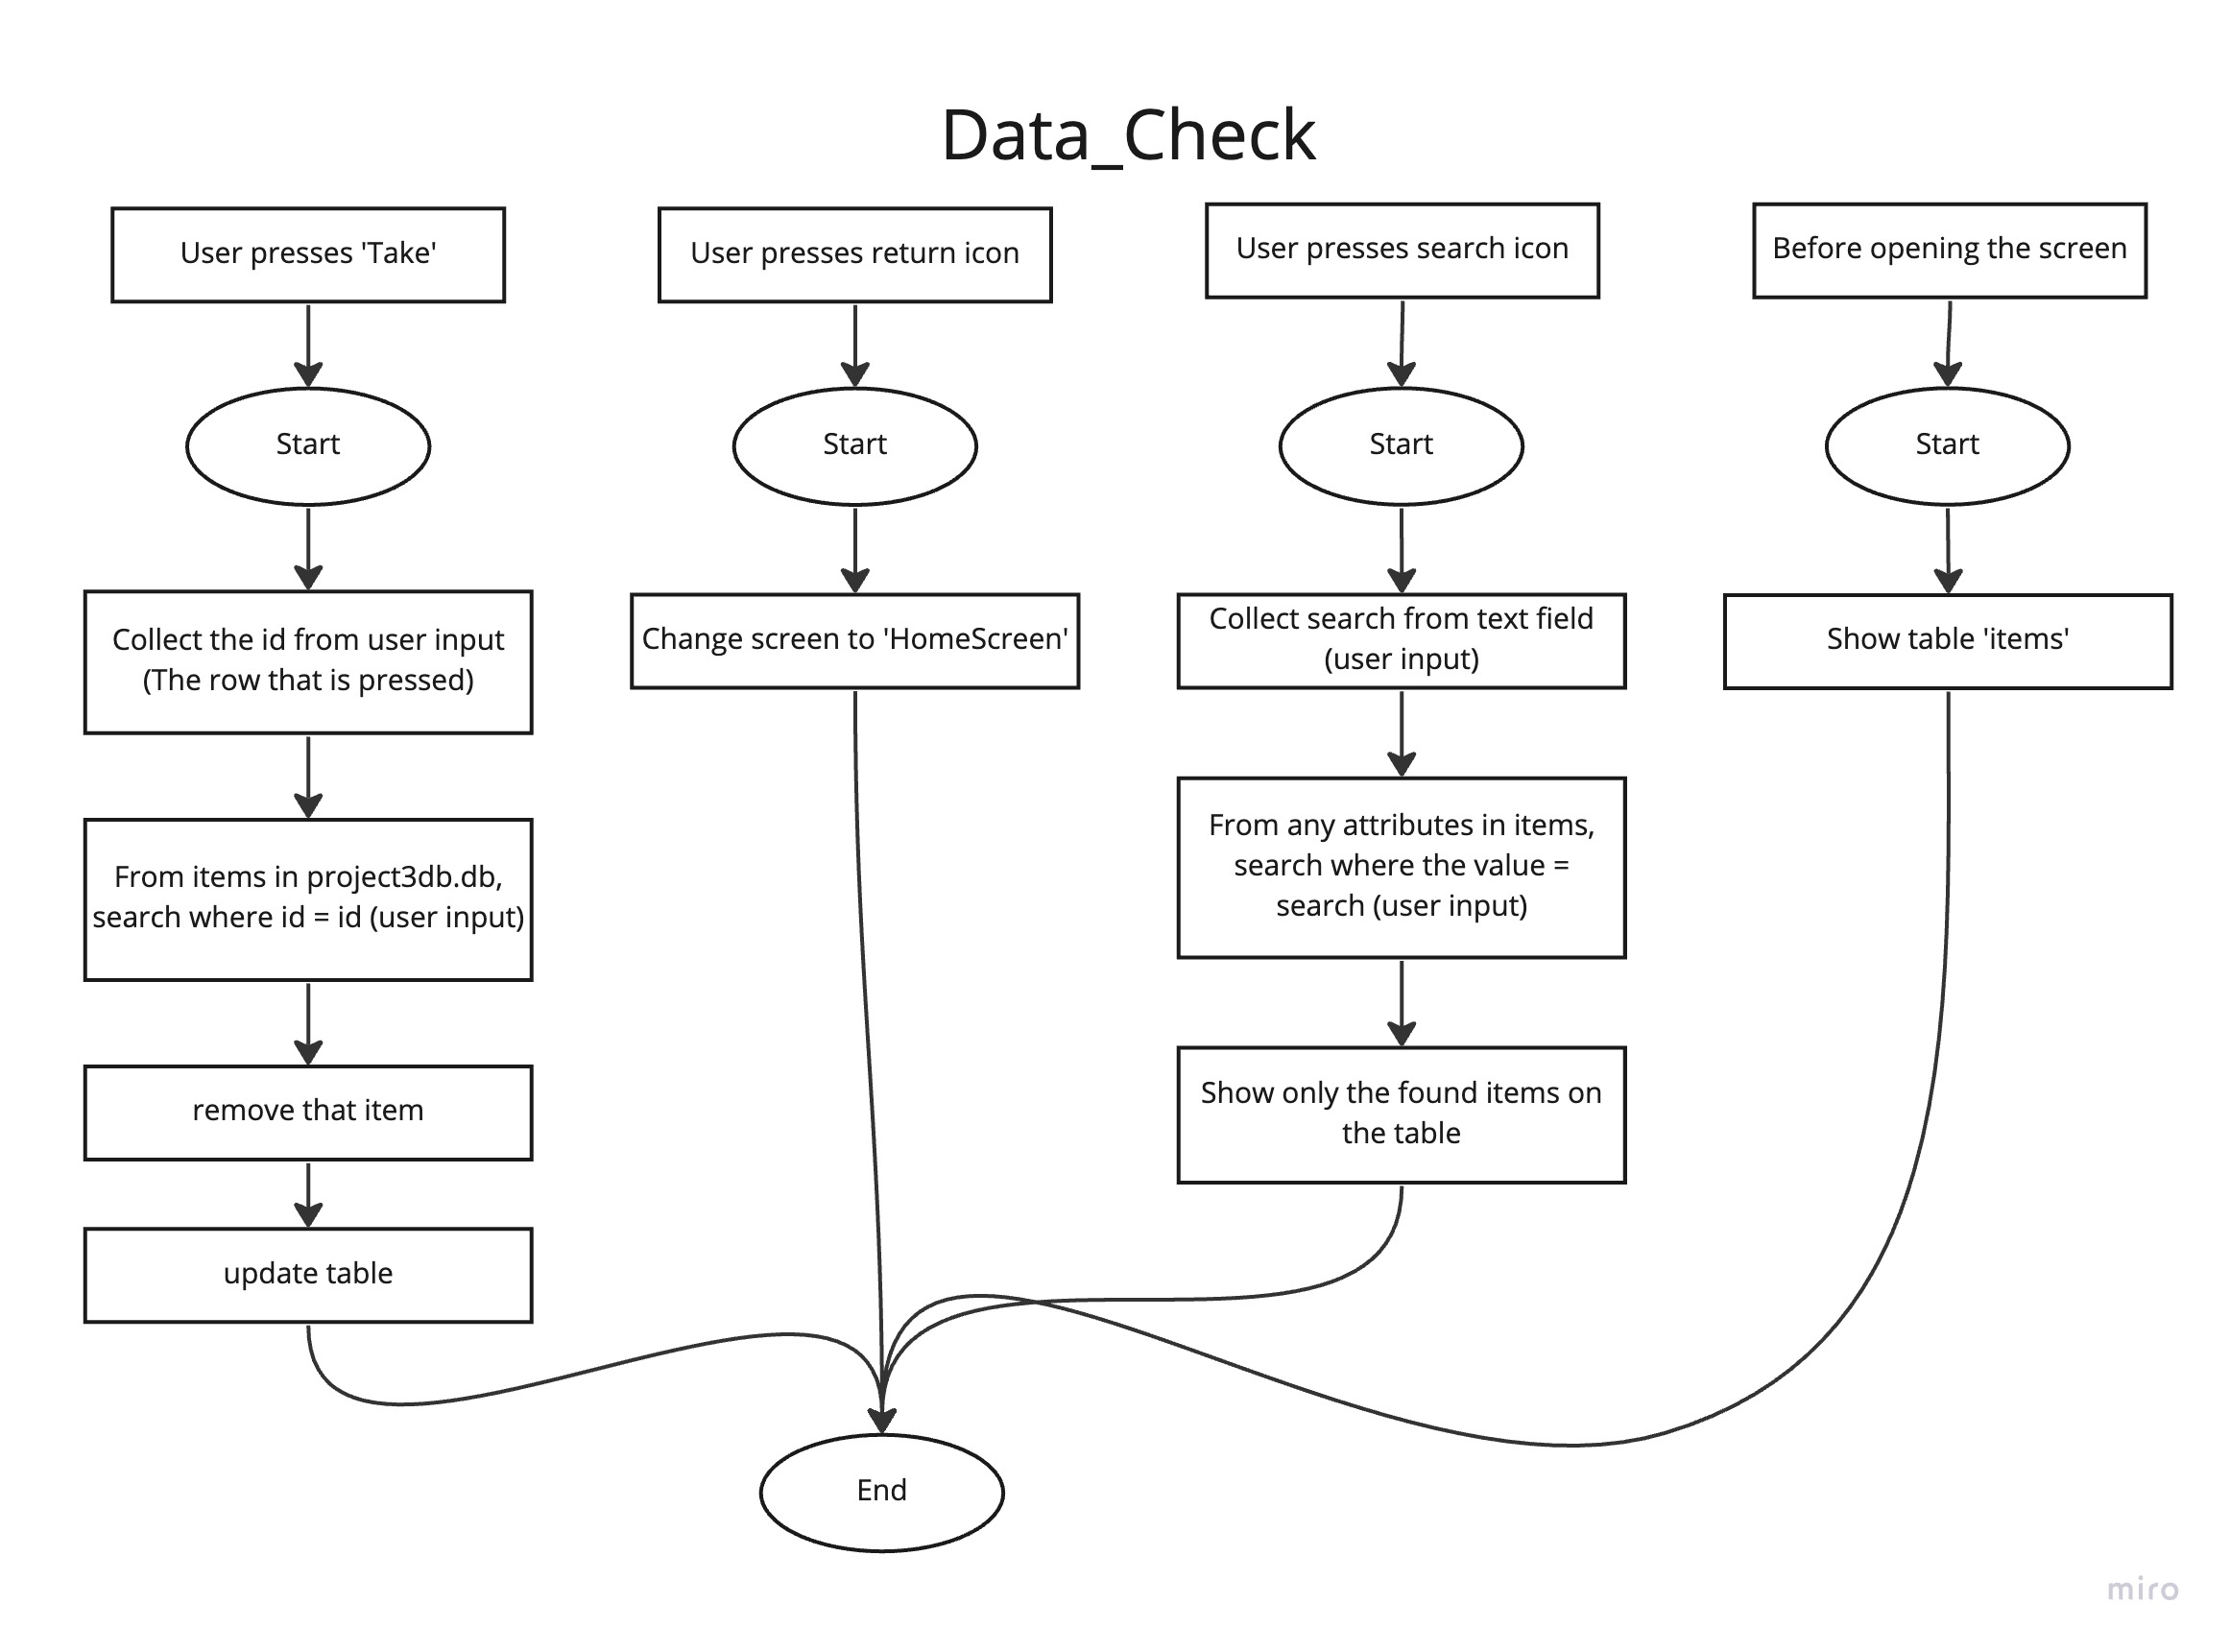 Data_Check
User presses 'Take'
Start
Collect the id from user input
(The row that is pressed)
From items in project3db.db,
search where id = id (user input)
remove that item
update table
User presses return icon
Start
Change screen to 'HomeScreen'
User presses search icon
Start
Collect search from text field
(user input)
From any attributes in items,
search where the value =
search (user input)
Show only the found items on
the table
Before opening the screen
Start
Show table 'items'
End
miro